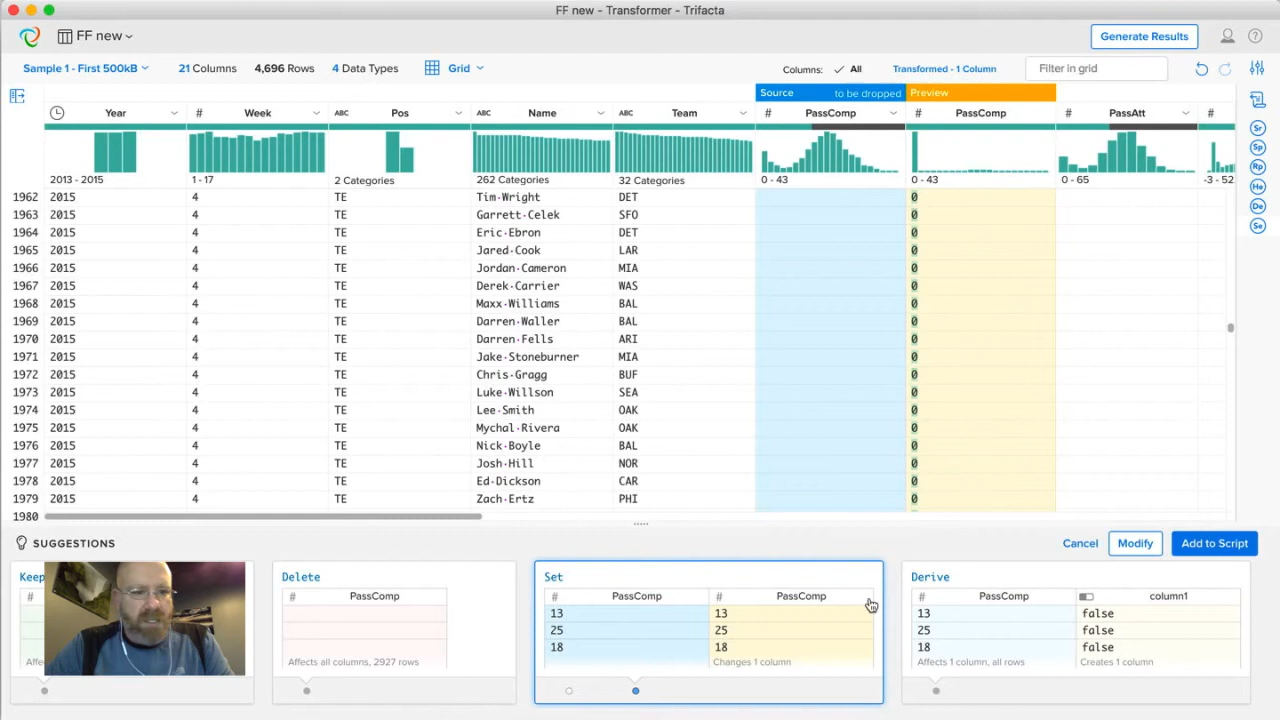 FF new - Transformer - Trifacta
FF new
Generate Results
Sample 1 - First 500kB
21 Columns
4,696 Rows
4 Data Types
Grid
Columns:
All
Transformed - 1 Column
Filter in grid
Source
to be dropped
Preview
Year
# Week
ABC Pos
ABC Name
ABC Team
# PassComp
# PassComp
# PassAtt
#
2013 - 2015
1 - 17
2 Categories
262 Categories
32 Categories
0 - 43
0 - 43
0 - 65
-3 - 52
1962 2015 4 TE Tim·Wright DET 0
1963 2015 4 TE Garrett·Celek SFO 0
1964 2015 4 TE Eric·Ebron DET 0
1965 2015 4 TE Jared·Cook LAR 0
1966 2015 4 TE Jordan·Cameron MIA 0
1967 2015 4 TE Derek·Carrier WAS 0
1968 2015 4 TE Maxx·Williams BAL 0
1969 2015 4 TE Darren·Waller BAL 0
1970 2015 4 TE Darren·Fells ARI 0
1971 2015 4 TE Jake·Stoneburner MIA 0
1972 2015 4 TE Chris·Gragg BUF 0
1973 2015 4 TE Luke·Willson SEA 0
1974 2015 4 TE Lee·Smith OAK 0
1975 2015 4 TE Mychal·Rivera OAK 0
1976 2015 4 TE Nick·Boyle BAL 0
1977 2015 4 TE Josh·Hill NOR 0
1978 2015 4 TE Ed·Dickson CAR 0
1979 2015 4 TE Zach·Ertz PHI 0
1980
Sr
Sp
Rp
He
De
Se
SUGGESTIONS
Cancel
Modify
Add to Script
Keep
#
Delete
# PassComp
Affects all columns, 2927 rows
Set
# PassComp # PassComp
13 13
25 25
18 18
Changes 1 column
Derive
# PassComp column1
13 false
25 false
18 false
Affects 1 column, all rows
Creates 1 column